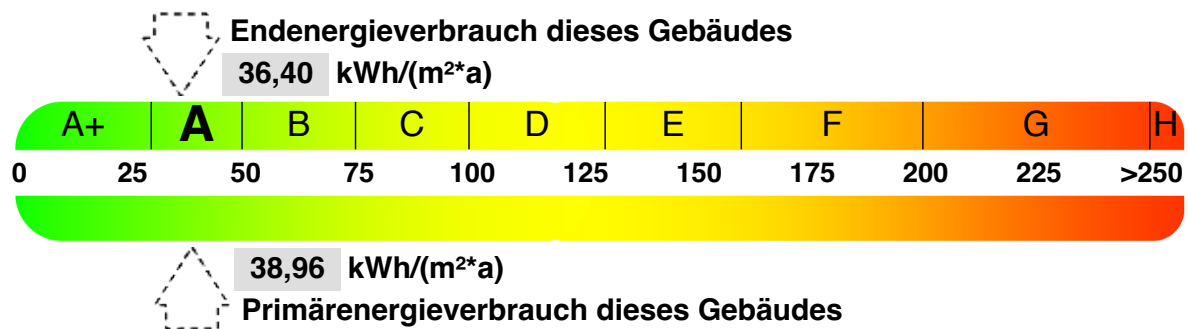 Endenergieverbrauch dieses Gebäudes
36,40 kWh/(m²*a)
A+ A B C D E F G H
0 25 50 75 100 125 150 175 200 225 >250
38,96 kWh/(m²*a)
Primärenergieverbrauch dieses Gebäudes